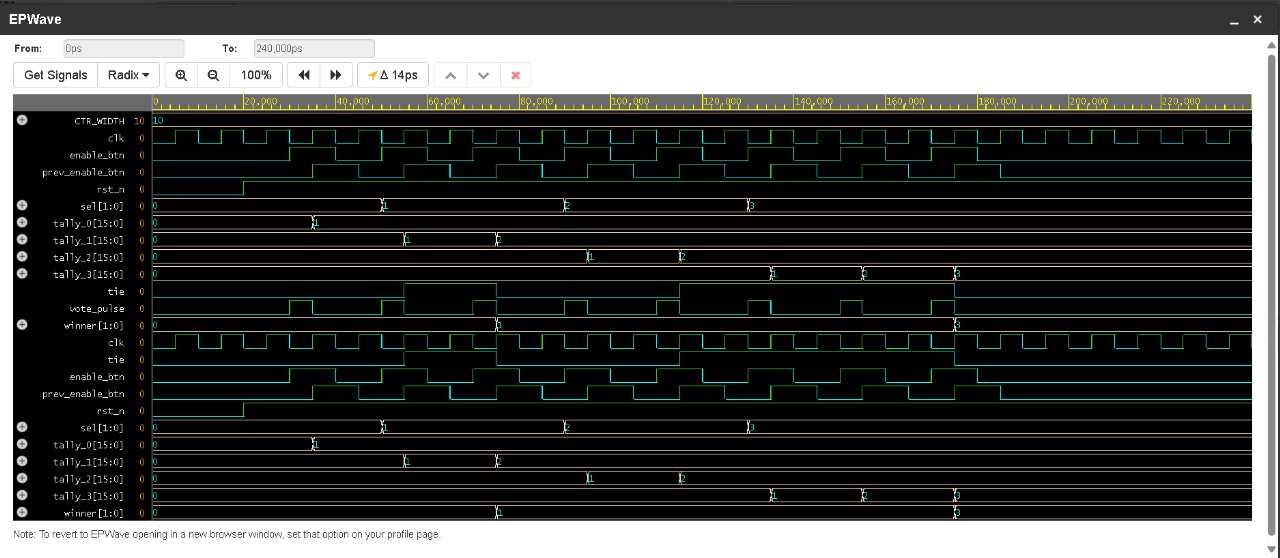 EPWave
From: 0ps To: 240,000ps
Get Signals Radix 100% Δ 14ps
0 20,000 40,000 60,000 80,000 100,000 120,000 140,000 160,000 180,000 200,000 220,000
CTR_WIDTH 10 10
clk 0
enable_btn 0
prev_enable_btn 0
rst_n 0
sel[1:0] 0 0 1 2 3
tally_0[15:0] 0 0 1
tally_1[15:0] 0 0 1 2
tally_2[15:0] 0 0 1 2
tally_3[15:0] 0 0 1 2 3
tie 0
vote_pulse 0
winner[1:0] 0 0 1 3
clk 0
tie 0
enable_btn 0
prev_enable_btn 0
rst_n 0
sel[1:0] 0 0 1 2 3
tally_0[15:0] 0 0 1
tally_1[15:0] 0 0 1 2
tally_2[15:0] 0 0 1 2
tally_3[15:0] 0 0 1 2 3
winner[1:0] 0 0 1 3
Note: To revert to EPWave opening in a new browser window, set that option on your profile page.